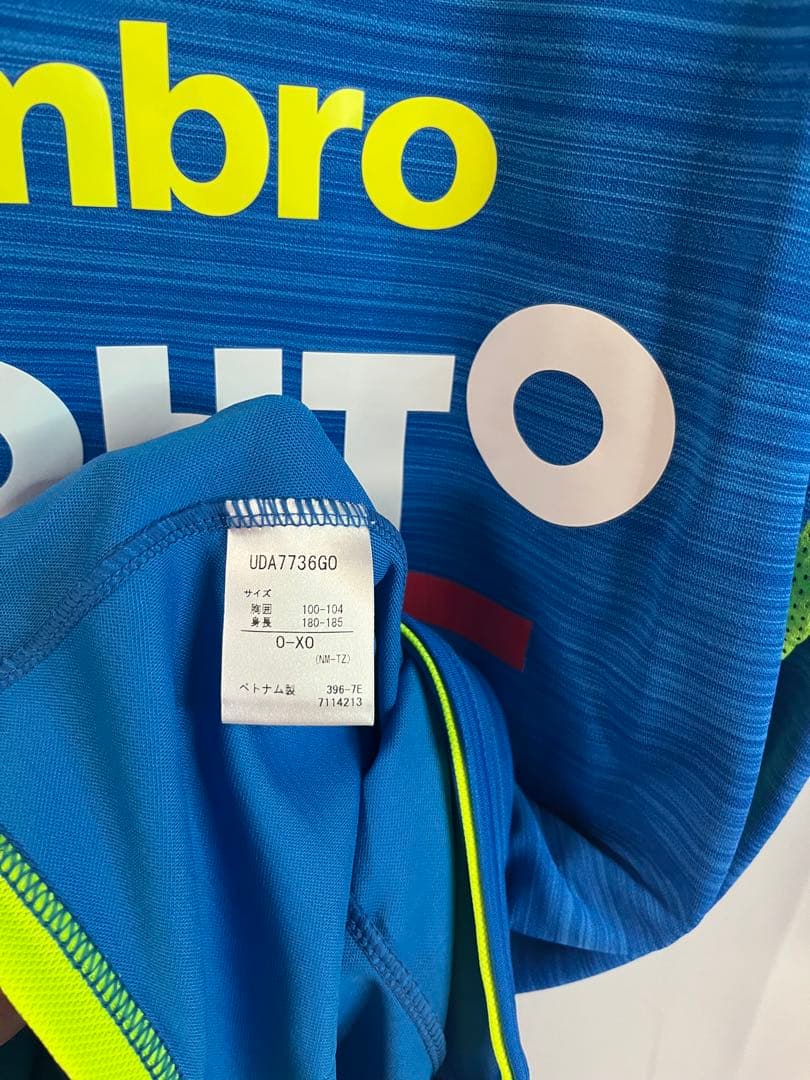 mbro
OHTO
UDA7736GO
サイズ
胸囲 100-104
身長 180-185
O-XO
(NM-TZ)
ベトナム製 396-7E
7114213